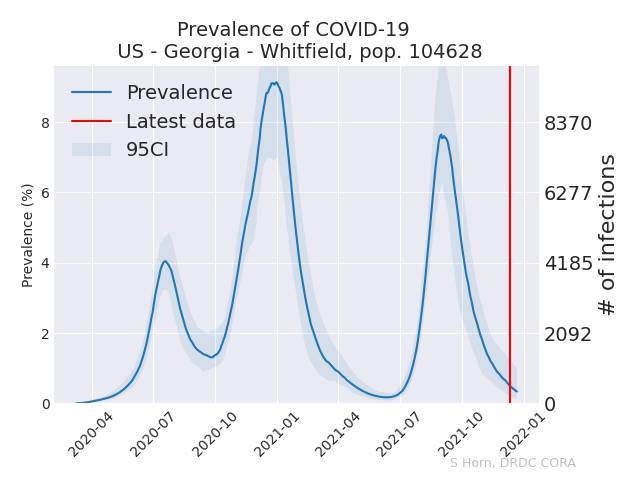 Prevalence of COVID-19
US - Georgia - Whitfield, pop. 104628
Prevalence
Latest data
95CI
Prevalence (%)
8
6
4
2
0
8370
6277
4185
2092
0
# of infections
2020-04
2020-07
2020-10
2021-01
2021-04
2021-07
2021-10
2022-01
S Horn, DRDC CORA